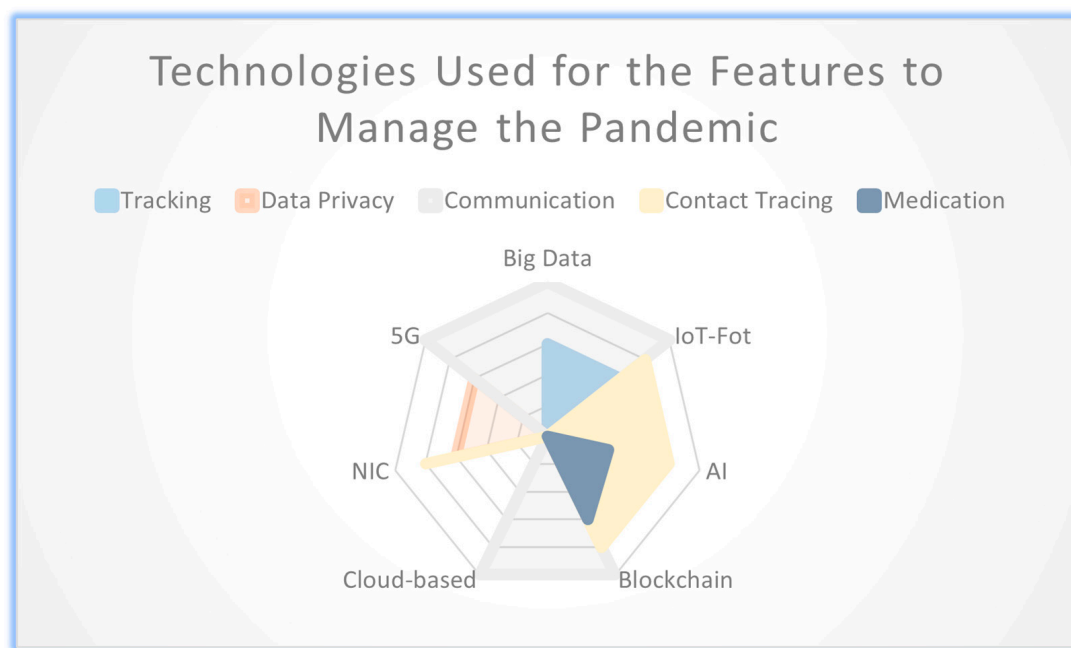 Technologies Used for the Features to
Manage the Pandemic
Tracking Data Privacy Communication Contact Tracing Medication
Big Data
5G IoT-Fot
NIC AI
Cloud-based Blockchain